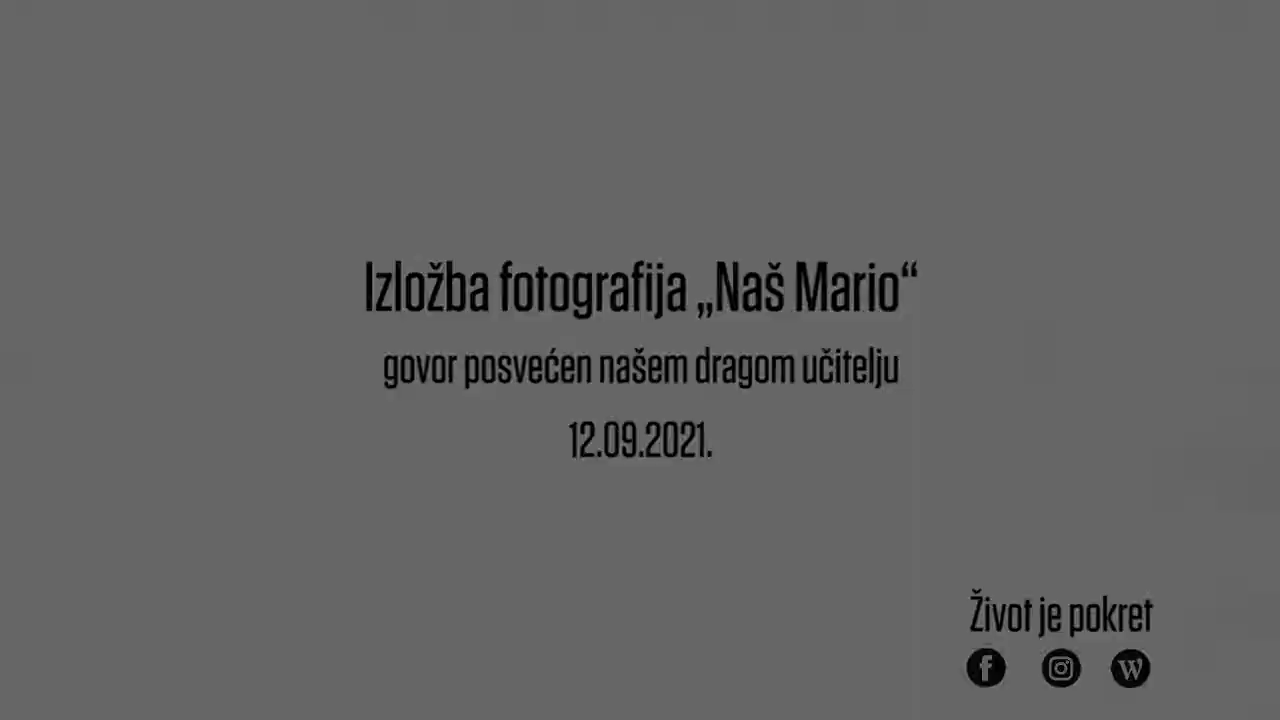 Izložba fotografija „Naš Mario“
govor posvećen našem dragom učitelju
12.09.2021.
Život je pokret